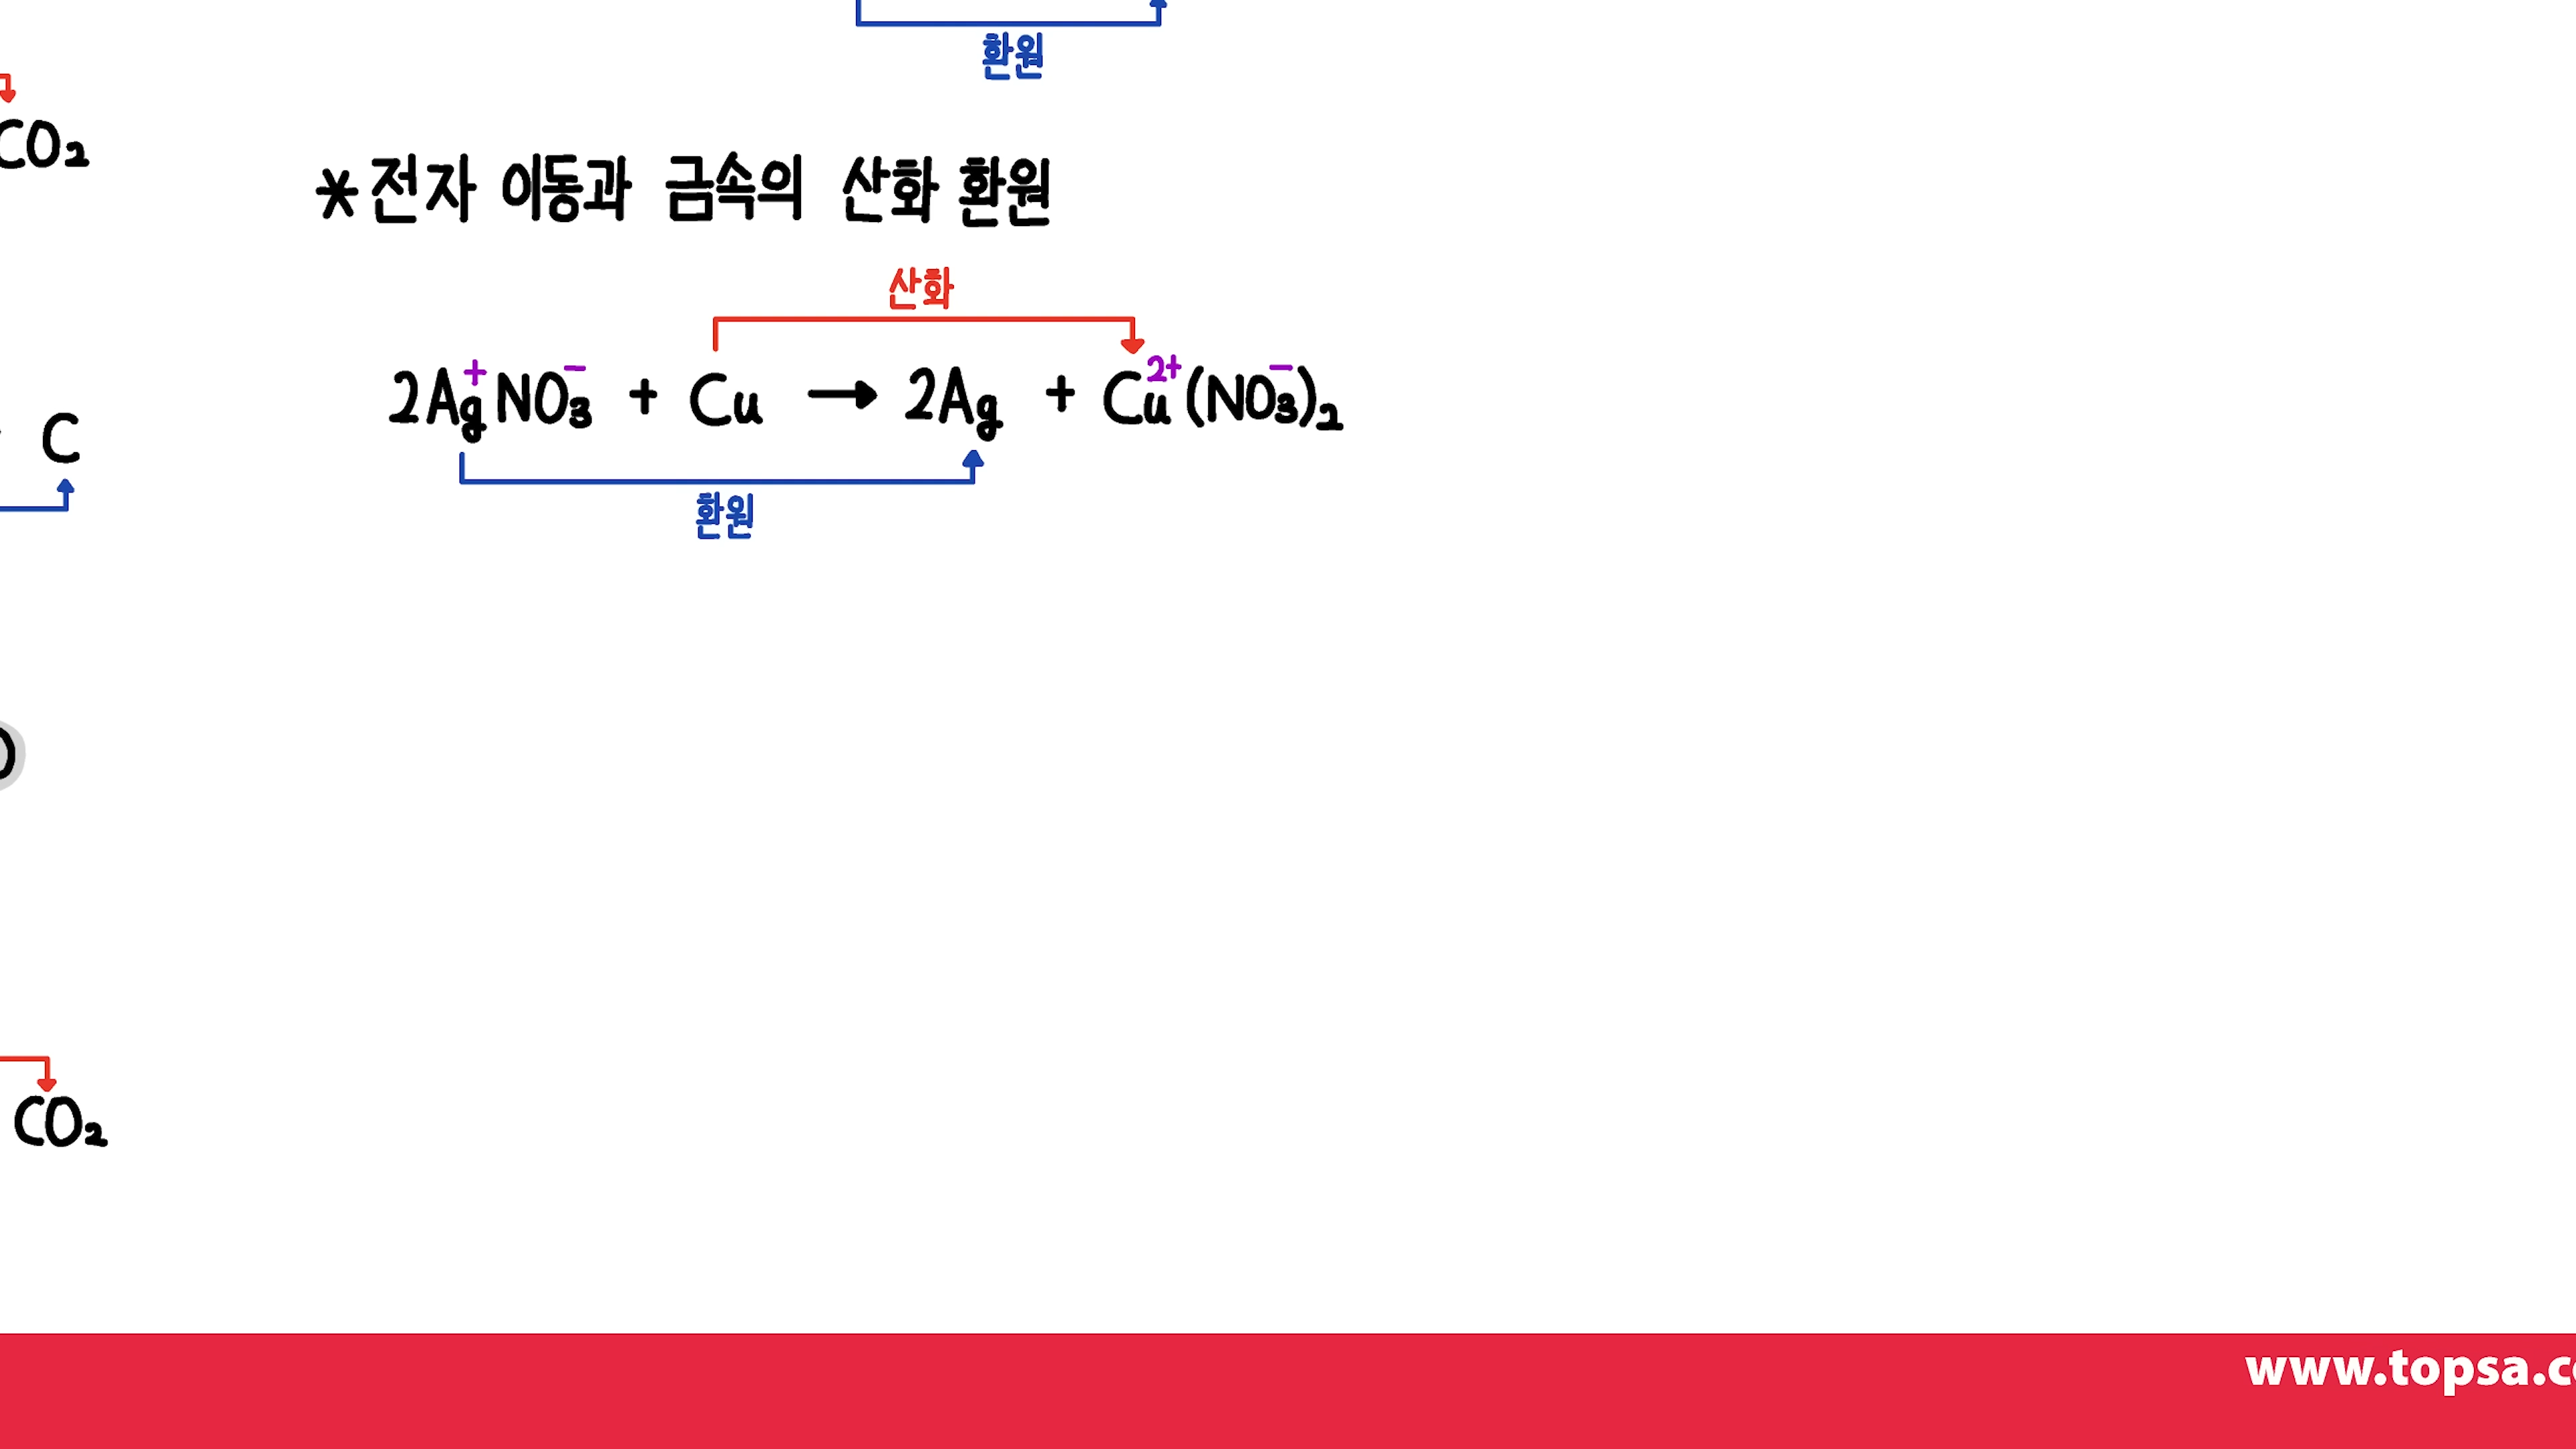 환원
CO₂
*전자 이동과 금속의 산화 환원
산화
2Ag⁺NO₃⁻ + Cu → 2Ag + Cu²⁺(NO₃⁻)₂
C
환원
CO₂
www.topsa.c